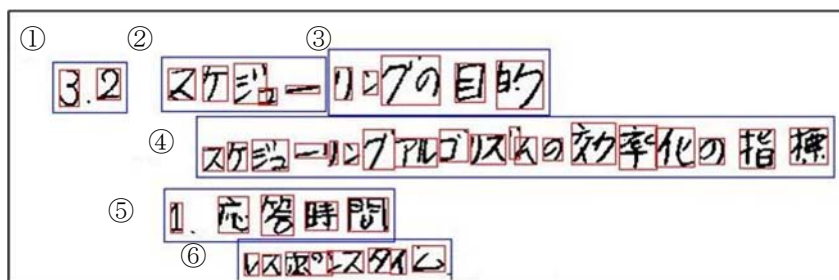 ① ② ③
3.2 スケジューリングの目的
④ スケジューリングアルゴリズムの効率化の指標
⑤ 1. 応答時間
⑥ レスポンスタイム